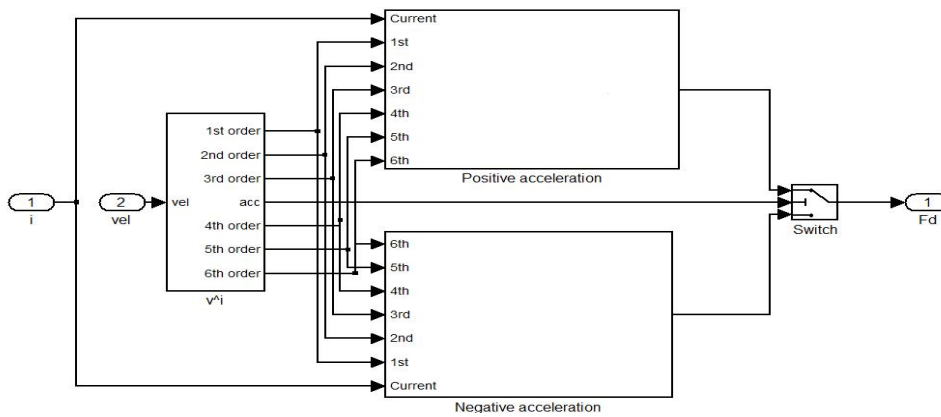 1
i
2
vel
vel
1st order
2nd order
3rd order
acc
4th order
5th order
6th order
v^i
Current
1st
2nd
3rd
4th
5th
6th
Positive acceleration
6th
5th
4th
3rd
2nd
1st
Current
Negative acceleration
Switch
1
Fd